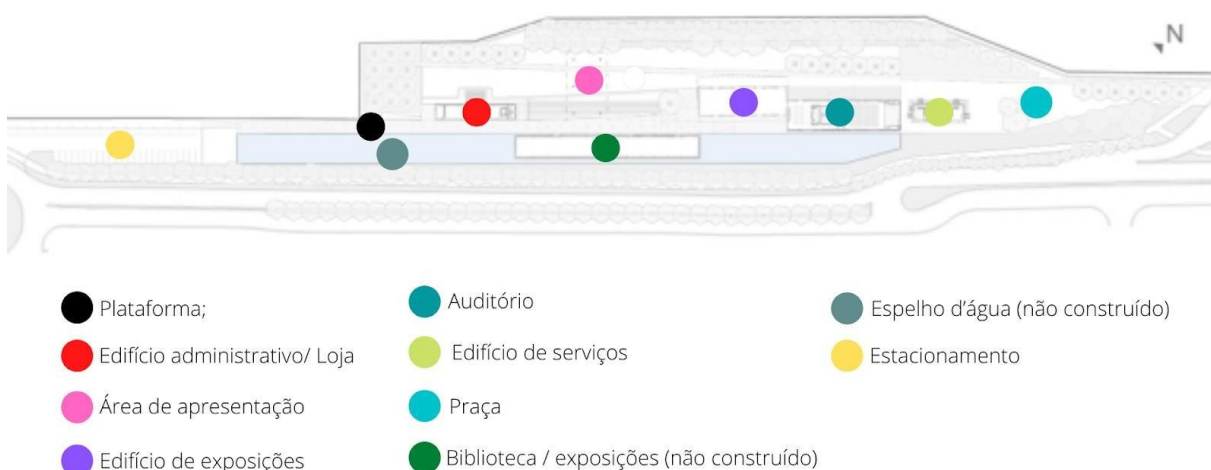 N
Plataforma;
Edifício administrativo/ Loja
Área de apresentação
Edifício de exposições
Auditório
Edifício de serviços
Praça
Biblioteca / exposições (não construído)
Espelho d'água (não construído)
Estacionamento